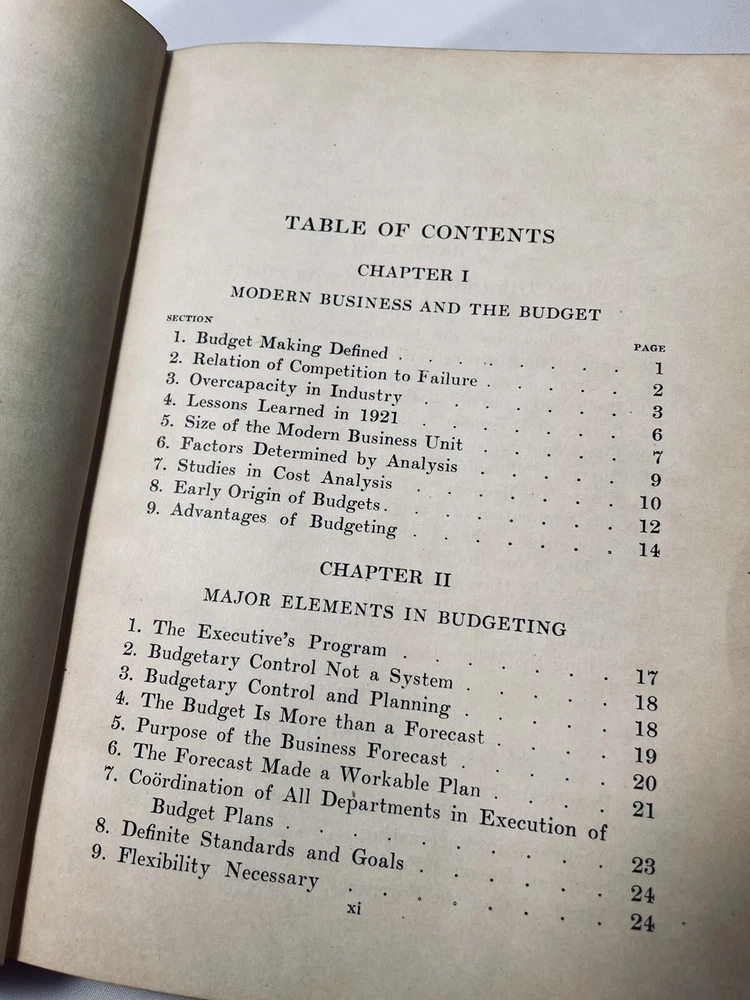 TABLE OF CONTENTS
CHAPTER I
MODERN BUSINESS AND THE BUDGET
SECTION PAGE
1. Budget Making Defined . . . . . . . 1
2. Relation of Competition to Failure . . . . . 2
3. Overcapacity in Industry . . . . . . . 3
4. Lessons Learned in 1921 . . . . . . . 6
5. Size of the Modern Business Unit . . . . . 7
6. Factors Determined by Analysis . . . . . 9
7. Studies in Cost Analysis . . . . . . . 10
8. Early Origin of Budgets . . . . . . . 12
9. Advantages of Budgeting . . . . . . . 14
CHAPTER II
MAJOR ELEMENTS IN BUDGETING
1. The Executive's Program . . . . . . . 17
2. Budgetary Control Not a System . . . . . 18
3. Budgetary Control and Planning . . . . . 18
4. The Budget Is More than a Forecast . . . . 19
5. Purpose of the Business Forecast . . . . . 20
6. The Forecast Made a Workable Plan . . . . 21
7. Coördination of All Departments in Execution of
Budget Plans . . . . . . . . . 23
8. Definite Standards and Goals . . . . . . 24
9. Flexibility Necessary . . . . . . . . 24
xi